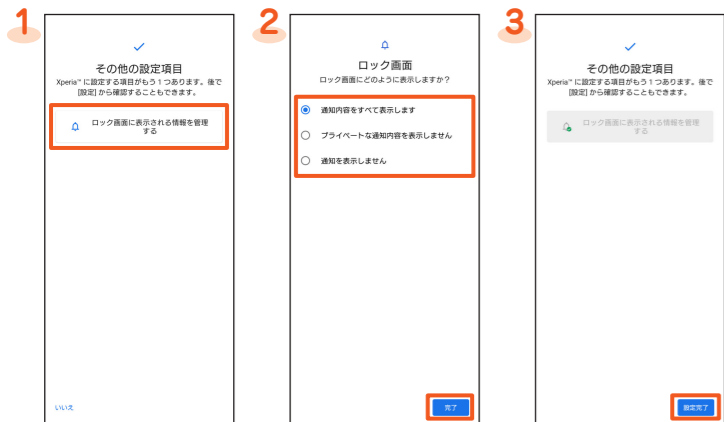 1
その他の設定項目
Xperia™ に設定する項目がもう１つあります。後で
[設定] から確認することもできます。
ロック画面に表示される情報を管理
する
いいえ
2
ロック画面
ロック画面にどのように表示しますか？
通知内容をすべて表示します
プライベートな通知内容を表示しません
通知を表示しません
完了
3
その他の設定項目
Xperia™ に設定する項目がもう１つあります。後で
[設定] から確認することもできます。
ロック画面に表示される情報を管理
する
設定完了